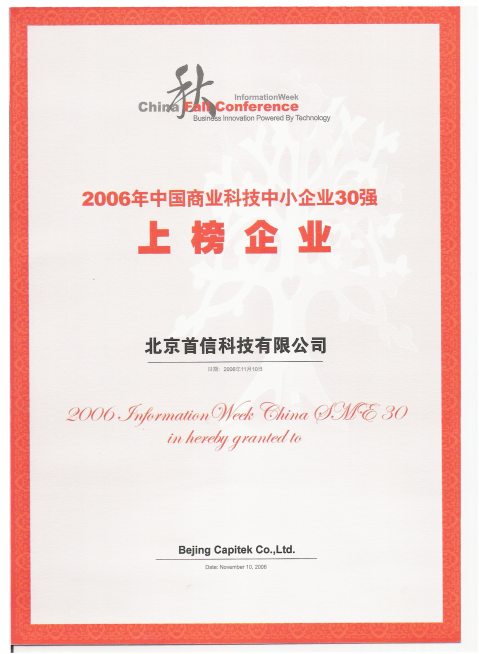 InformationWeek
China 秋 Fall Conference
Business Innovation Powered By Technology
2006年中国商业科技中小企业30强
上榜企业
北京首信科技有限公司
日期: 2006年11月10日
2006 InformationWeek China SME 30
in hereby granted to
Bejing Capitek Co.,Ltd.
Date: November 10, 2006